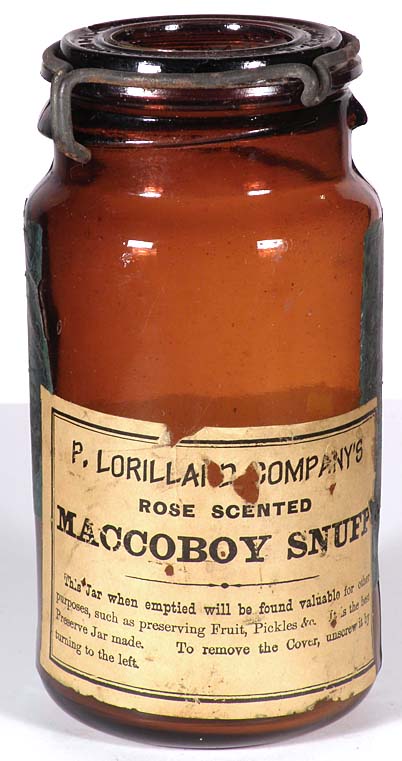 P. LORILLARD COMPANY'S
ROSE SCENTED
MACCOBOY SNUFF
This Jar when emptied will be found valuable for other
purposes, such as preserving Fruit, Pickles &c. It is the best
Preserve Jar made. To remove the Cover, unscrew it by
turning to the left.